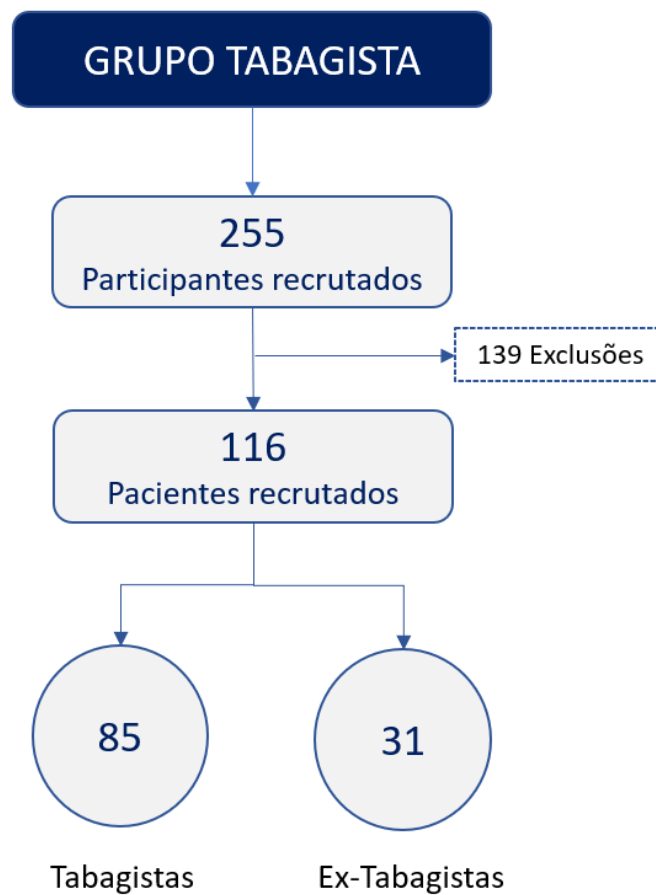 GRUPO TABAGISTA
255
Participantes recrutados
139 Exclusões
116
Pacientes recrutados
85
31
Tabagistas
Ex-Tabagistas